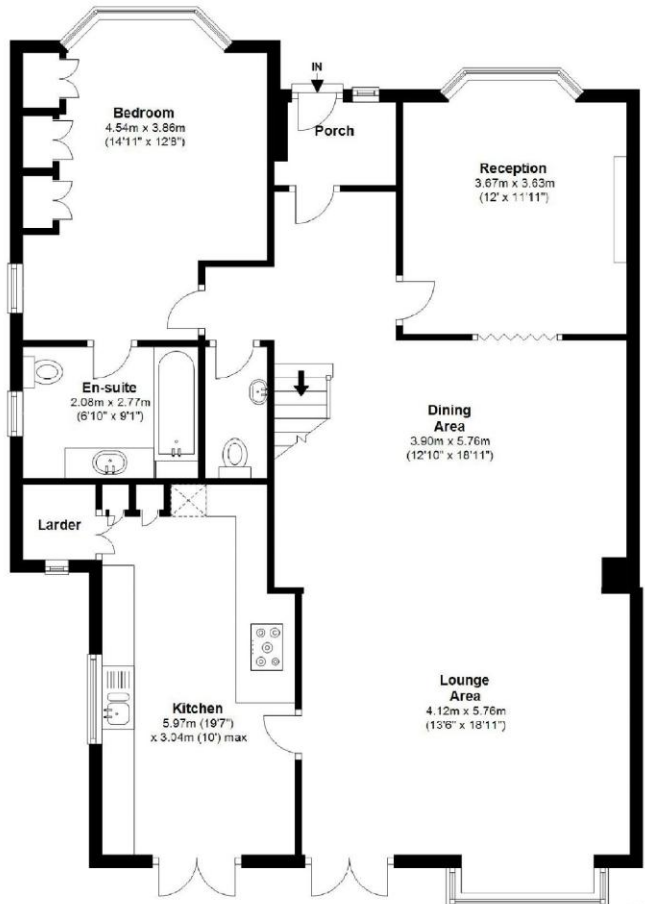 IN
Porch
Bedroom
4.54m x 3.86m
(14'11" x 12'8")
Reception
3.67m x 3.63m
(12' x 11'11")
En-suite
2.08m x 2.77m
(6'10" x 9'1")
Dining
Area
3.90m x 5.76m
(12'10" x 18'11")
Larder
Kitchen
5.97m (19'7")
x 3.04m (10') max
Lounge
Area
4.12m x 5.76m
(13'6" x 18'11")